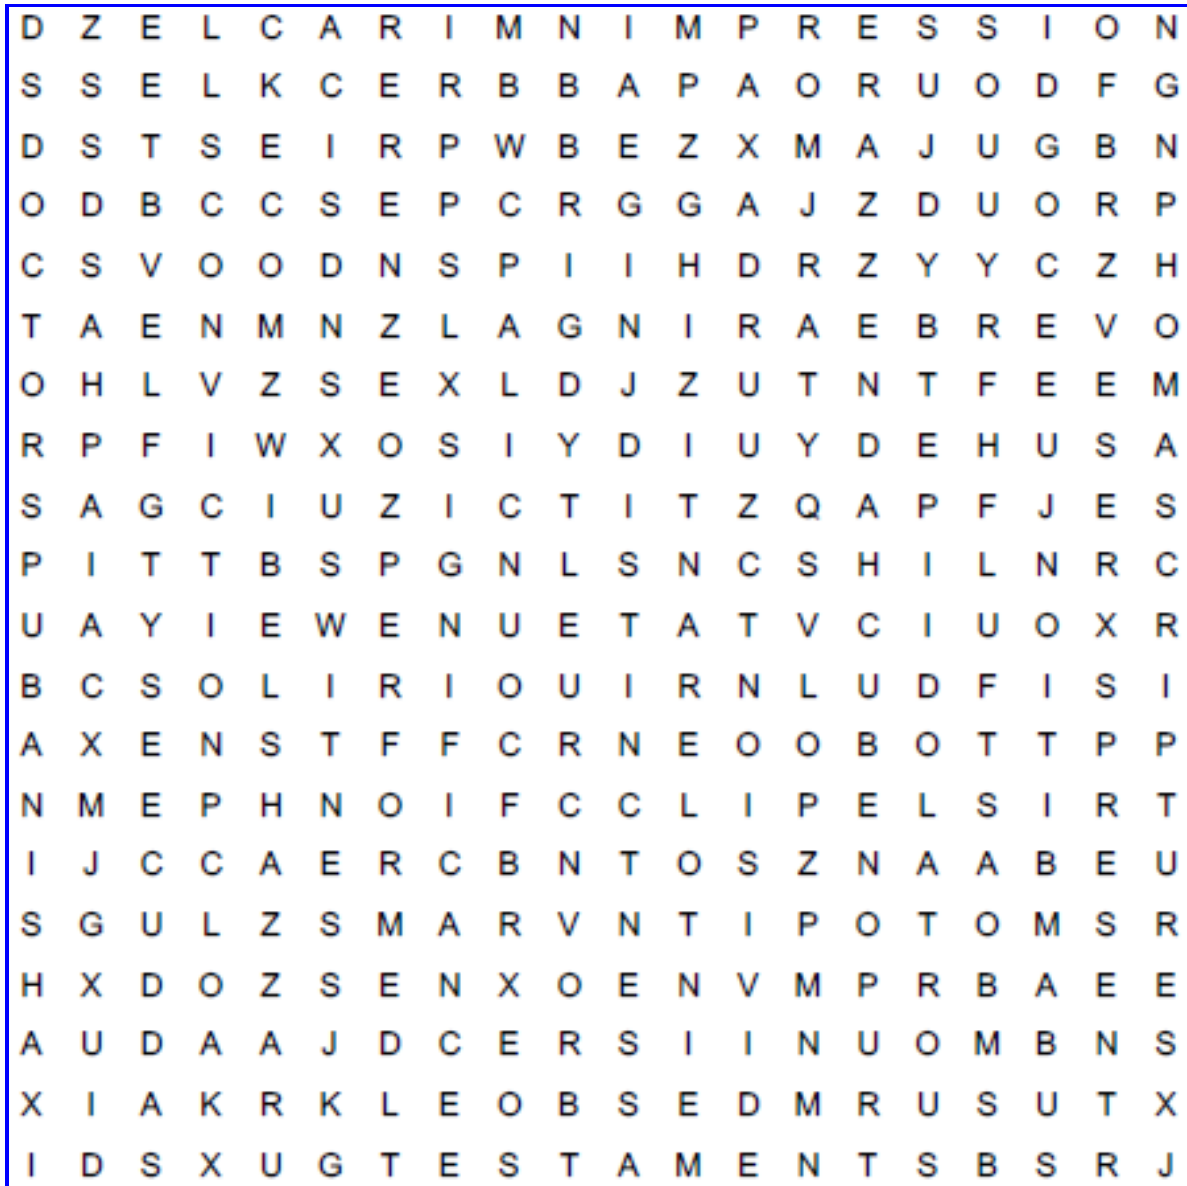 D Z E L C A R I M N I M P R E S S I O N
S S E L K C E R B B A P A O R U O D F G
D S T S E I R P W B E Z X M A J U G B N
O D B C C S E P C R G G A J Z D U O R P
C S V O O D N S P I I H D R Z Y Y C Z H
T A E N M N Z L A G N I R A E B R E V O
O H L V Z S E X L D J Z U T N T F E E M
R P F I W X O S I Y D I U Y D E H U S A
S A G C I U Z I C T I T Z Q A P F J E S
P I T T B S P G N L S N C S H I L N R C
U A Y I E W E N U E T A T V C I U O X R
B C S O L I R I O U I R N L U D F I S I
A X E N S T F F C R N E O O B O T T P P
N M E P H N O I F C C L I P E L S I R T
I J C C A E R C B N T O S Z N A A B E U
S G U L Z S M A R V N T I P O T O M S R
H X D O Z S E N X O E N V M P R B A E E
A U D A A J D C E R S I I N U O M B N S
X I A K R K L E O B S E D M R U S U T X
I D S X U G T E S T A M E N T S B S R J